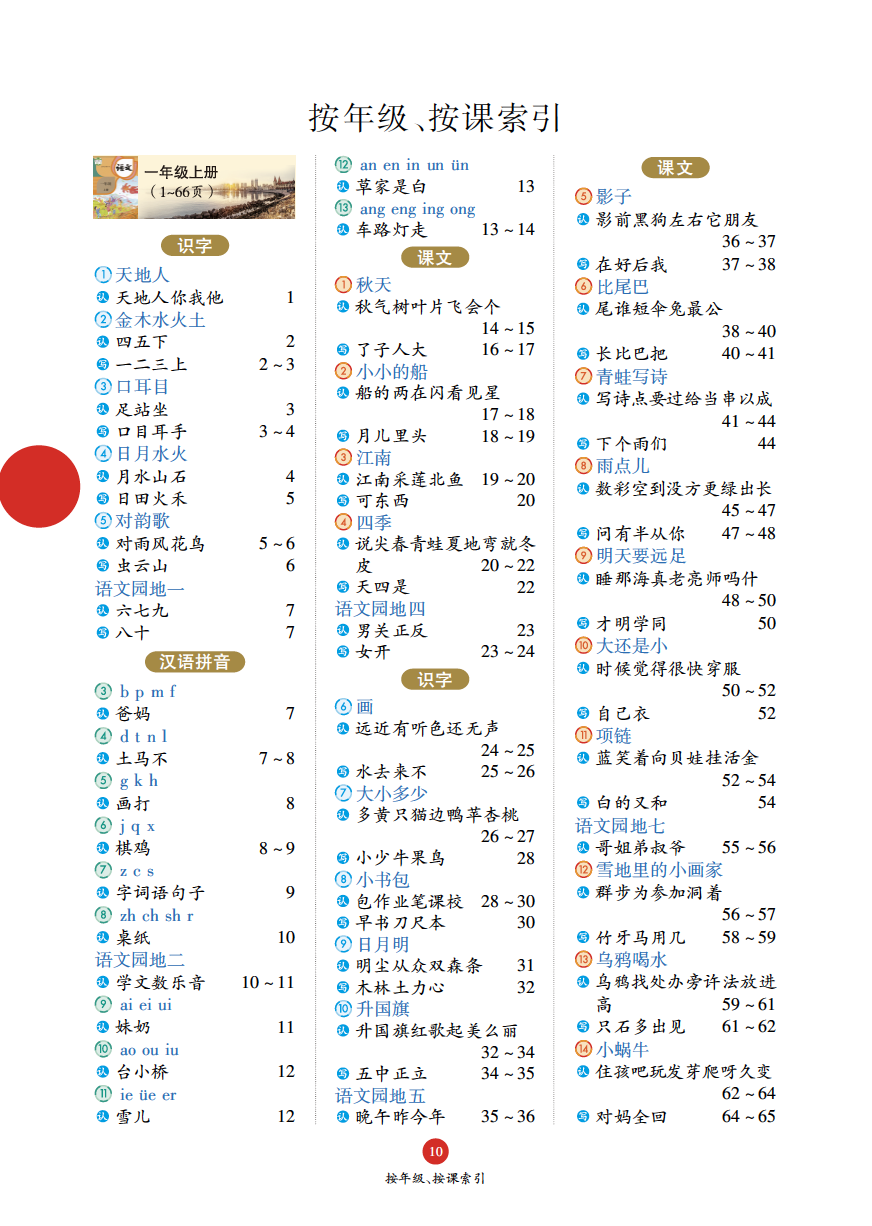 按年级、按课索引
语文
一年级上册
（1~66页）
识字
① 天地人
认 天地人你我他 1
② 金木水火土
认 四五下 2
写 一二三上 2 ~ 3
③ 口耳目
认 足站坐 3
写 口目耳手 3 ~ 4
④ 日月水火
认 月水山石 4
写 日田火禾 5
⑤ 对韵歌
认 对雨风花鸟 5 ~ 6
写 虫云山 6
语文园地一
认 六七九 7
写 八十 7
汉语拼音
③ b p m f
认 爸妈 7
④ d t n l
认 土马不 7 ~ 8
⑤ g k h
认 画打 8
⑥ j q x
认 棋鸡 8 ~ 9
⑦ z c s
认 字词语句子 9
⑧ zh ch sh r
认 桌纸 10
语文园地二
认 学文数乐音 10 ~ 11
⑨ ai ei ui
认 妹奶 11
⑩ ao ou iu
认 台小桥 12
⑪ ie üe er
认 雪儿 12
⑫ an en in un ün
认 草家是白 13
⑬ ang eng ing ong
认 车路灯走 13 ~ 14
课文
① 秋天
认 秋气树叶片飞会个
14 ~ 15
写 了子人大 16 ~ 17
② 小小的船
认 船的两在闪看见星
17 ~ 18
写 月儿里头 18 ~ 19
③ 江南
认 江南采莲北鱼 19 ~ 20
写 可东西 20
④ 四季
认 说尖春青蛙夏地弯就冬
皮 20 ~ 22
写 天四是 22
语文园地四
认 男关正反 23
写 女开 23 ~ 24
识字
⑥ 画
认 远近有听色还无声
24 ~ 25
写 水去来不 25 ~ 26
⑦ 大小多少
认 多黄只猫边鸭苹杏桃
26 ~ 27
写 小少牛果鸟 28
⑧ 小书包
认 包作业笔课校 28 ~ 30
写 早书刀尺本 30
⑨ 日月明
认 明尘从众双森条 31
写 木林土力心 32
⑩ 升国旗
认 升国旗红歌起美么丽
32 ~ 34
写 五中正立 34 ~ 35
语文园地五
认 晚午昨今年 35 ~ 36
课文
⑤ 影子
认 影前黑狗左右它朋友
36 ~ 37
写 在好后我 37 ~ 38
⑥ 比尾巴
认 尾谁短伞兔最公
38 ~ 40
写 长比巴把 40 ~ 41
⑦ 青蛙写诗
认 写诗点要过给当串以成
41 ~ 44
写 下个雨们 44
⑧ 雨点儿
认 数彩空到没方更绿出长
45 ~ 47
写 问有半从你 47 ~ 48
⑨ 明天要远足
认 睡那海真老亮师吗什
48 ~ 50
写 才明学同 50
⑩ 大还是小
认 时候觉得很快穿服
50 ~ 52
写 自己衣 52
⑪ 项链
认 蓝笑着向贝娃挂活金
52 ~ 54
写 白的又和 54
语文园地七
认 哥姐弟叔爷 55 ~ 56
⑫ 雪地里的小画家
认 群步为参加洞着
56 ~ 57
写 竹牙马用几 58 ~ 59
⑬ 乌鸦喝水
认 乌鸦找处办旁许法放进
高 59 ~ 61
写 只石多出见 61 ~ 62
⑭ 小蜗牛
认 住孩吧玩发芽爬呀久变
62 ~ 64
写 对妈全回 64 ~ 65
10
按年级、按课索引